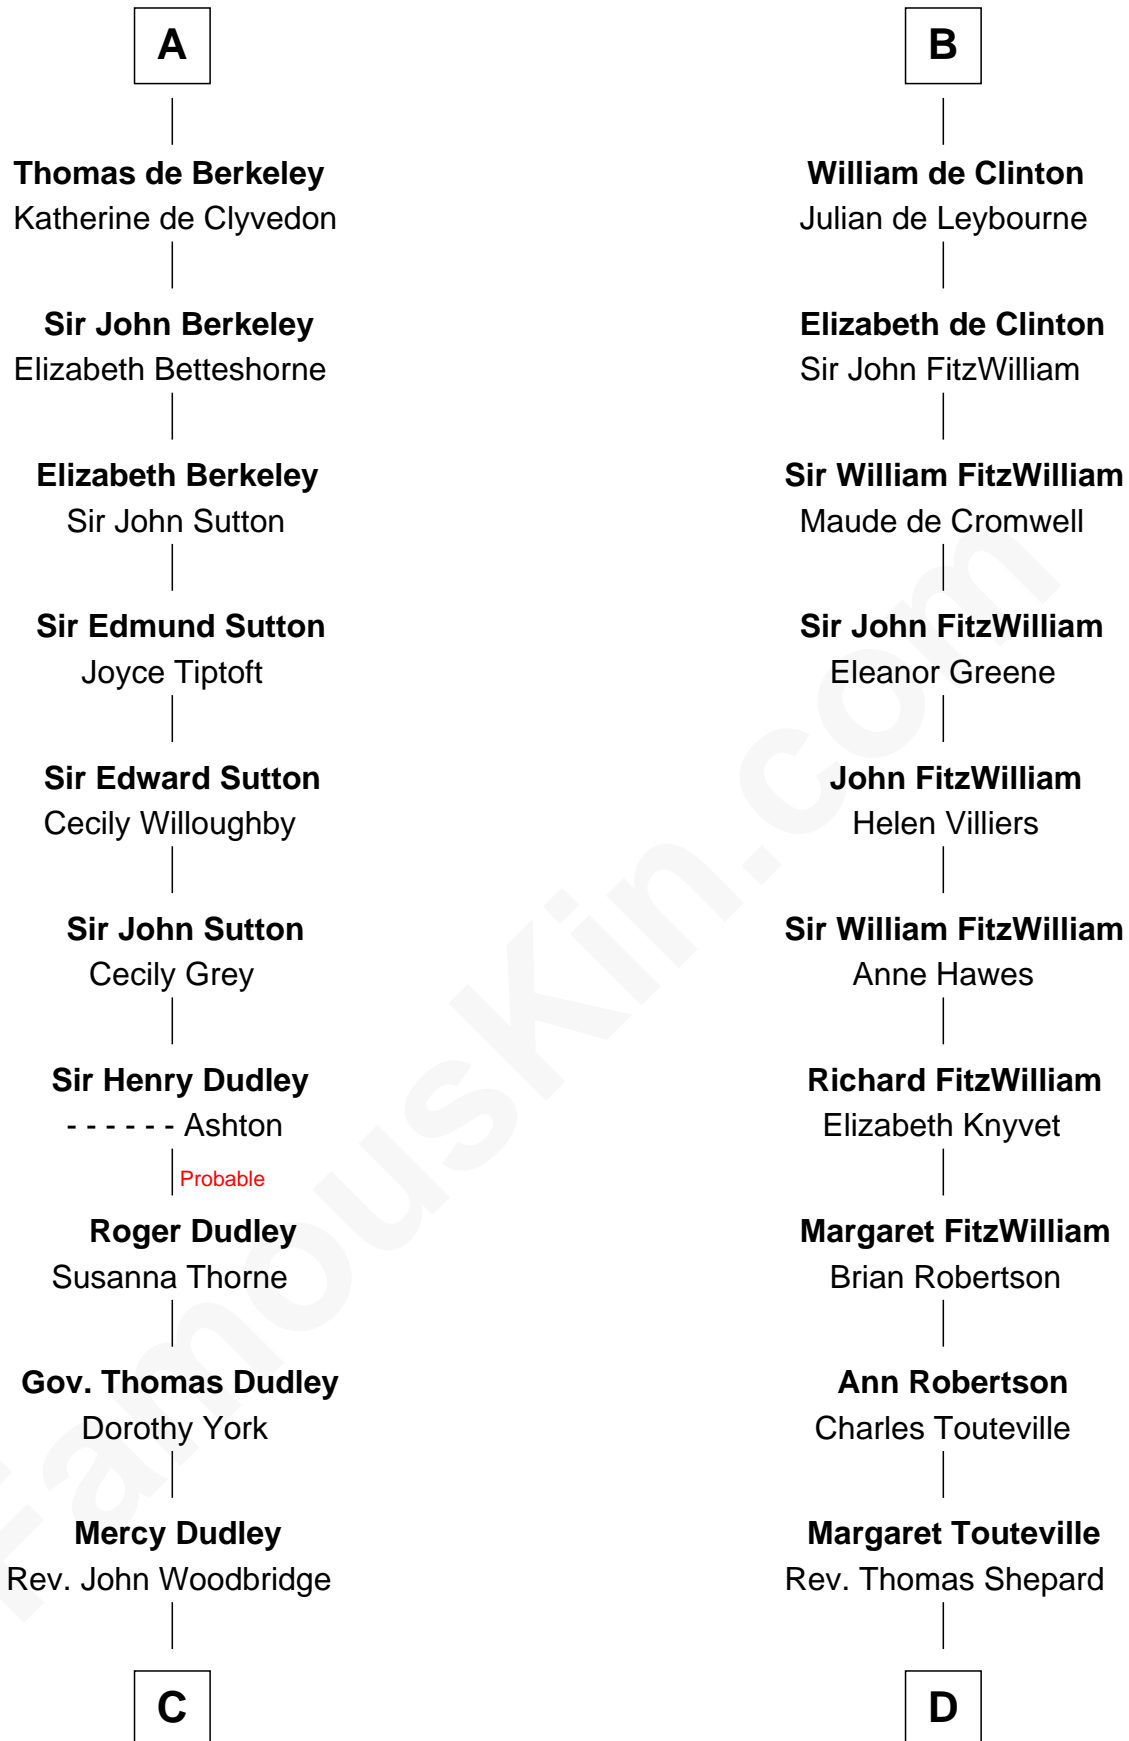 A
Thomas de Berkeley
Katherine de Clyvedon
Sir John Berkeley
Elizabeth Betteshorne
Elizabeth Berkeley
Sir John Sutton
Sir Edmund Sutton
Joyce Tiptoft
Sir Edward Sutton
Cecily Willoughby
Sir John Sutton
Cecily Grey
Sir Henry Dudley
- - - - - - Ashton
Probable
Roger Dudley
Susanna Thorne
Gov. Thomas Dudley
Dorothy York
Mercy Dudley
Rev. John Woodbridge
C
B
William de Clinton
Julian de Leybourne
Elizabeth de Clinton
Sir John FitzWilliam
Sir William FitzWilliam
Maude de Cromwell
Sir John FitzWilliam
Eleanor Greene
John FitzWilliam
Helen Villiers
Sir William FitzWilliam
Anne Hawes
Richard FitzWilliam
Elizabeth Knyvet
Margaret FitzWilliam
Brian Robertson
Ann Robertson
Charles Touteville
Margaret Touteville
Rev. Thomas Shepard
D
FamousKin.com